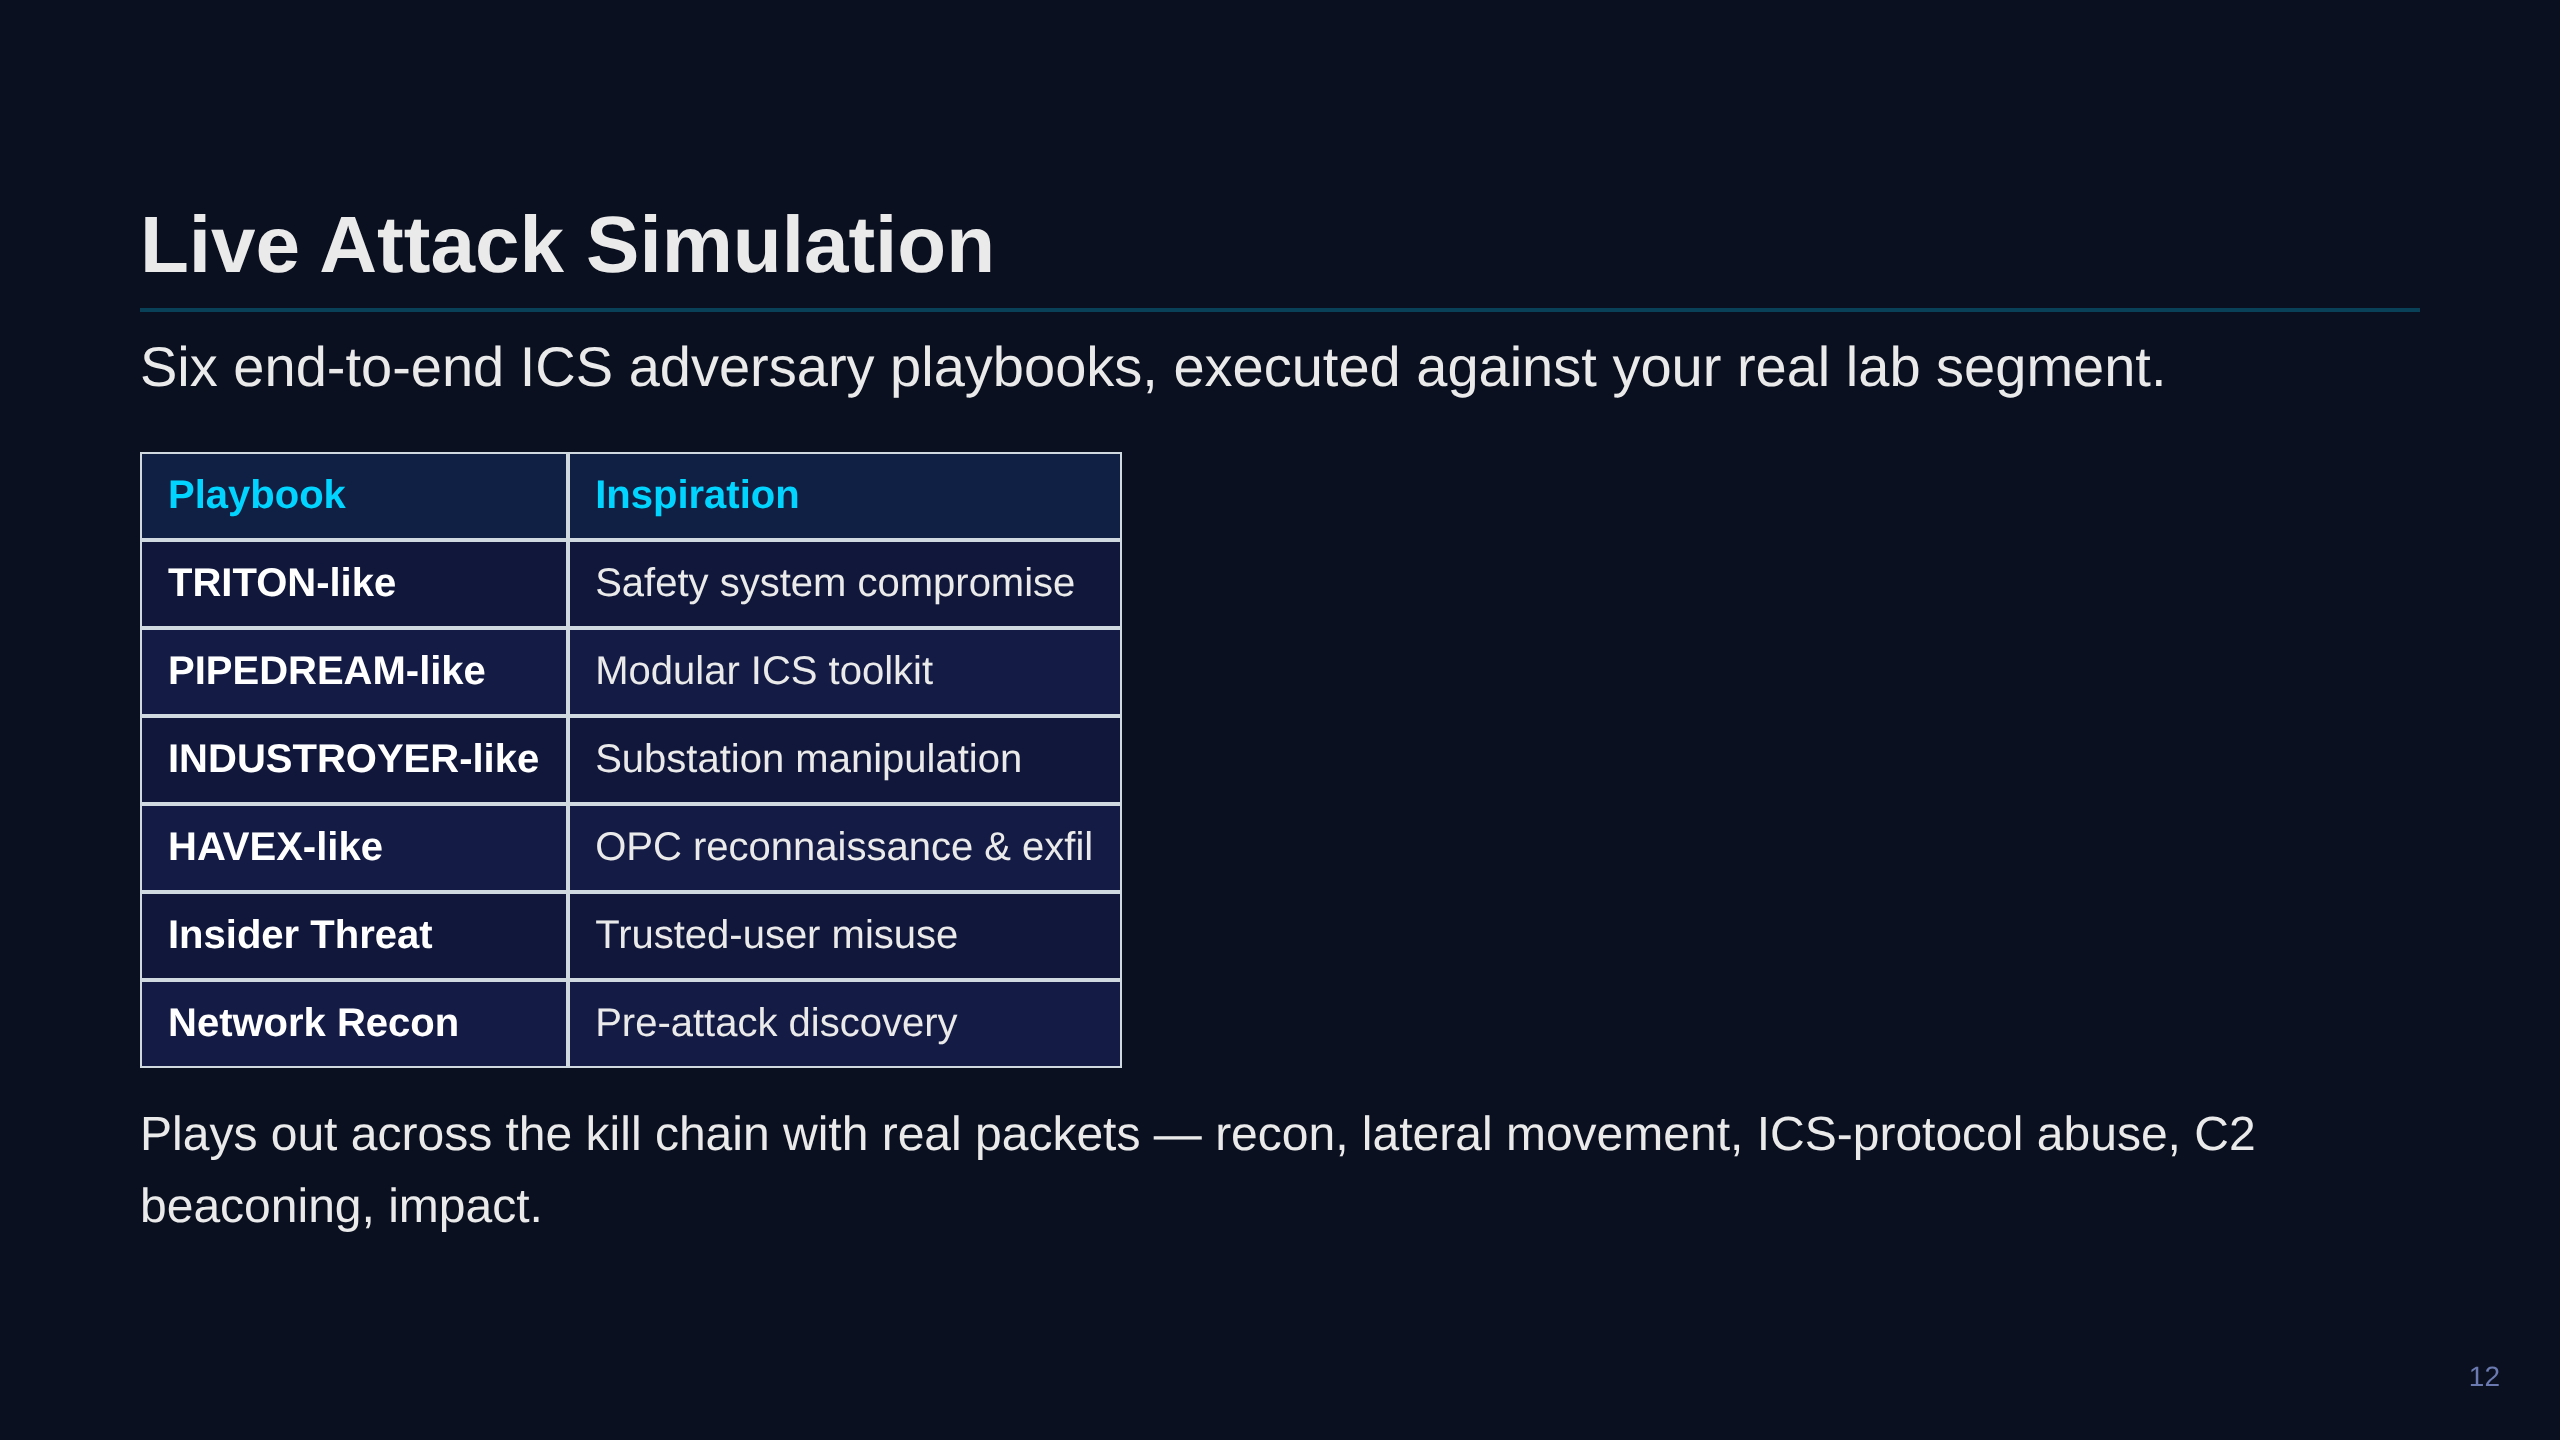 Live Attack Simulation
Six end-to-end ICS adversary playbooks, executed against your real lab segment.
Playbook Inspiration
TRITON-like Safety system compromise
PIPEDREAM-like Modular ICS toolkit
INDUSTROYER-like Substation manipulation
HAVEX-like OPC reconnaissance & exfil
Insider Threat Trusted-user misuse
Network Recon Pre-attack discovery
Plays out across the kill chain with real packets — recon, lateral movement, ICS-protocol abuse, C2
beaconing, impact.
12